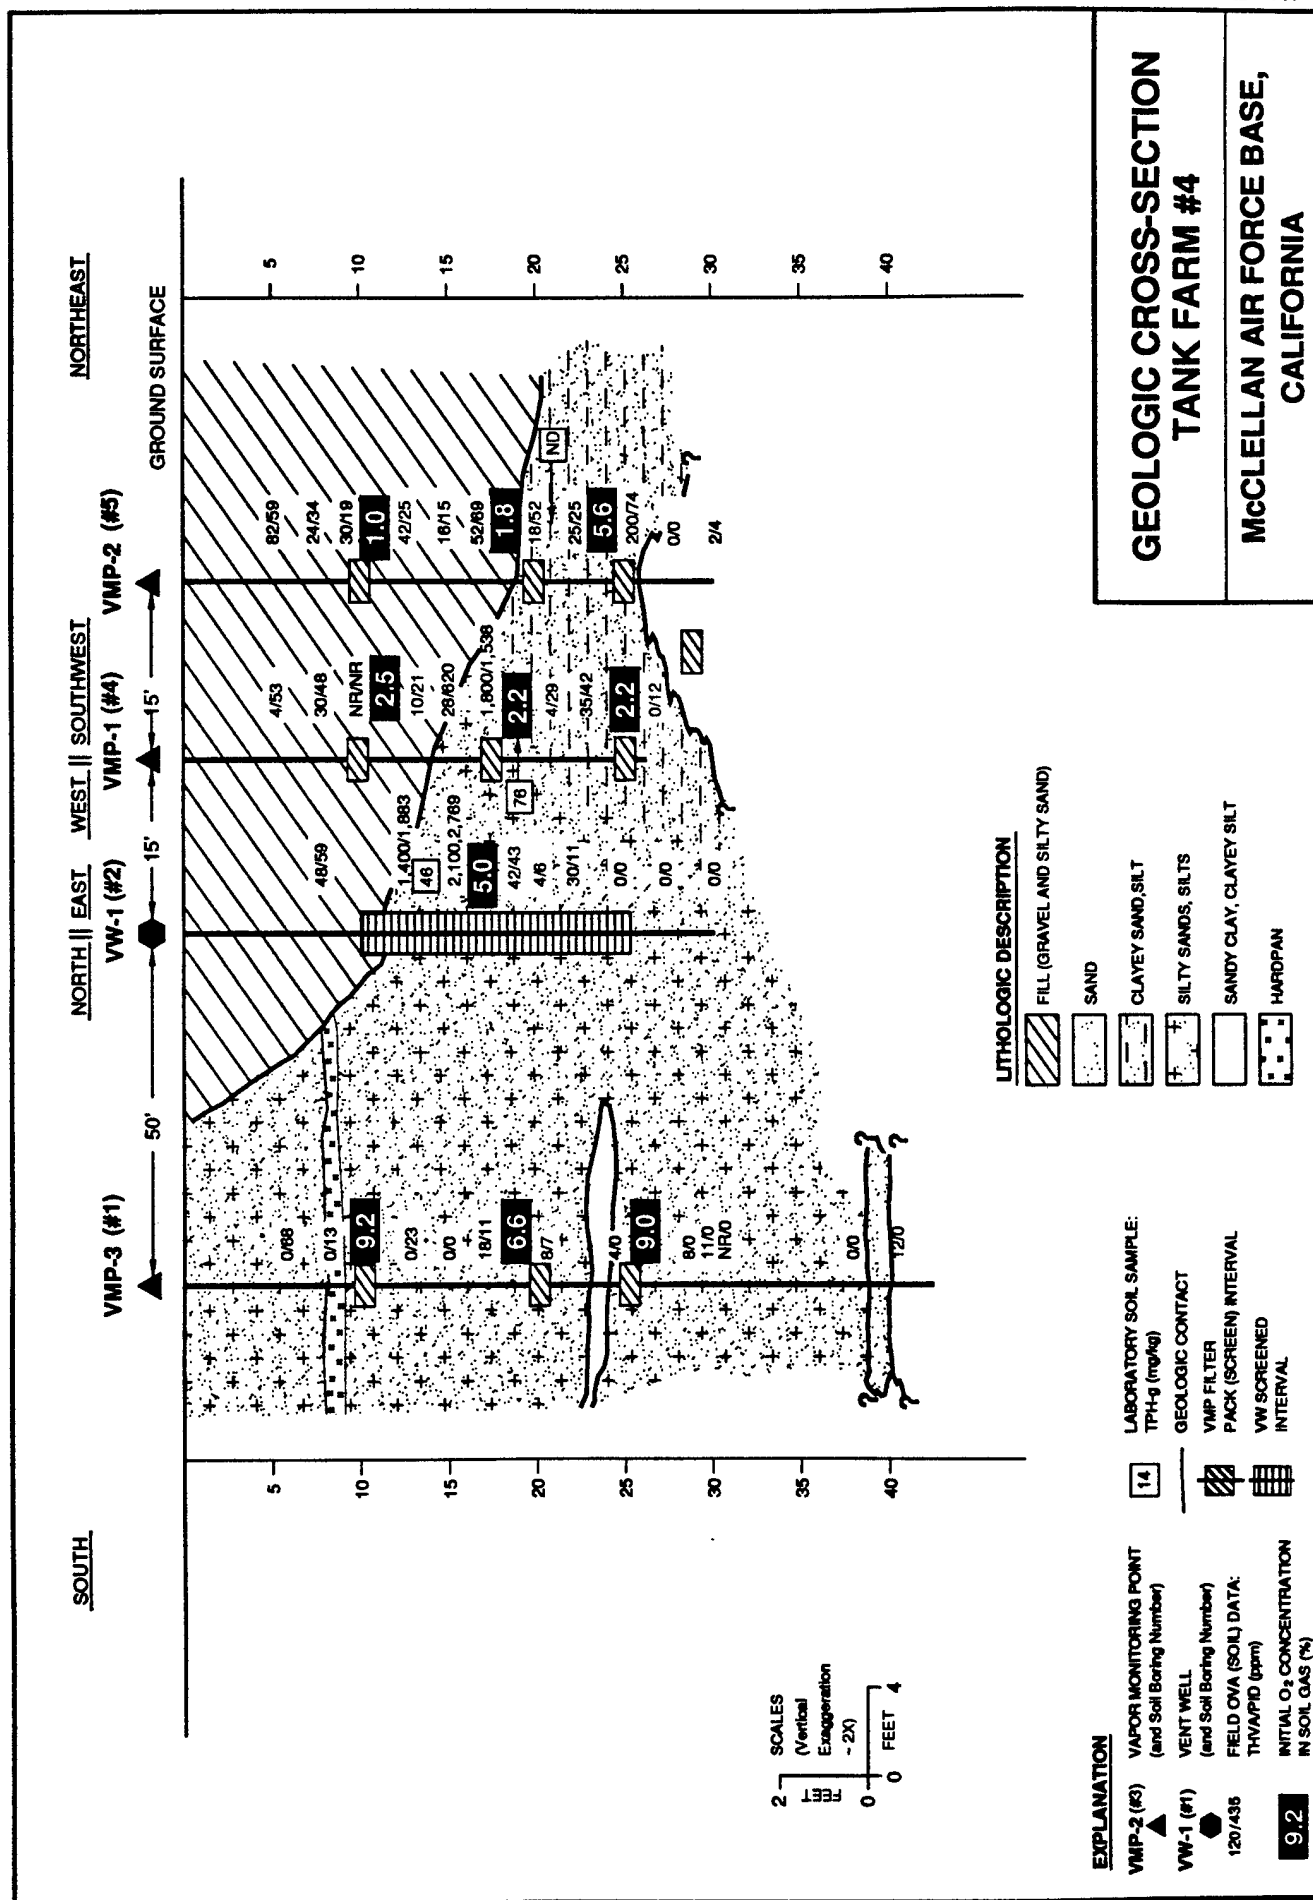 SOUTH
NORTH || EAST
WEST || SOUTHWEST
NORTHEAST
VMP-3 (#1)
VW-1 (#2)
VMP-1 (#4)
VMP-2 (#5)
50'
15'
15'
GROUND SURFACE
5
10
15
20
25
30
35
40
0/68
0/13
9.2
0/23
0/0
18/11
6.6
8/7
4/0
9.0
8/0
11/0
NR/0
0/0
12/0
?
?
?
?
48/59
1,400/1,883
46
2,100,2,769
5.0
42/43
4/6
30/11
0/0
0/0
0/0
4/53
30/48
NR/NR
2.5
10/21
28/620
1,800/1,538
2.2
76
4/29
35/42
2.2
0/12
?
82/59
24/34
30/19
1.0
42/25
16/15
52/69
1.8
18/52
ND
25/25
5.6
200/74
0/0
2/4
?
5
10
15
20
25
30
35
40
SCALES
(Vertical
Exaggeration
~ 2X)
2
FEET
0
0
FEET
4
EXPLANATION
VMP-2 (#3)
VAPOR MONITORING POINT
(and Soil Boring Number)
VW-1 (#1)
VENT WELL
(and Soil Boring Number)
120/435
FIELD OVA (SOIL) DATA:
THVA/PID (ppm)
9.2
INITIAL O₂ CONCENTRATION
IN SOIL GAS (%)
14
LABORATORY SOIL SAMPLE:
TPH-g (mg/kg)
GEOLOGIC CONTACT
VMP FILTER
PACK (SCREEN) INTERVAL
VW SCREENED
INTERVAL
LITHOLOGIC DESCRIPTION
FILL (GRAVEL AND SILTY SAND)
SAND
CLAYEY SAND,SILT
SILTY SANDS, SILTS
SANDY CLAY, CLAYEY SILT
HARDPAN
GEOLOGIC CROSS-SECTION
TANK FARM #4
McCLELLAN AIR FORCE BASE,
CALIFORNIA